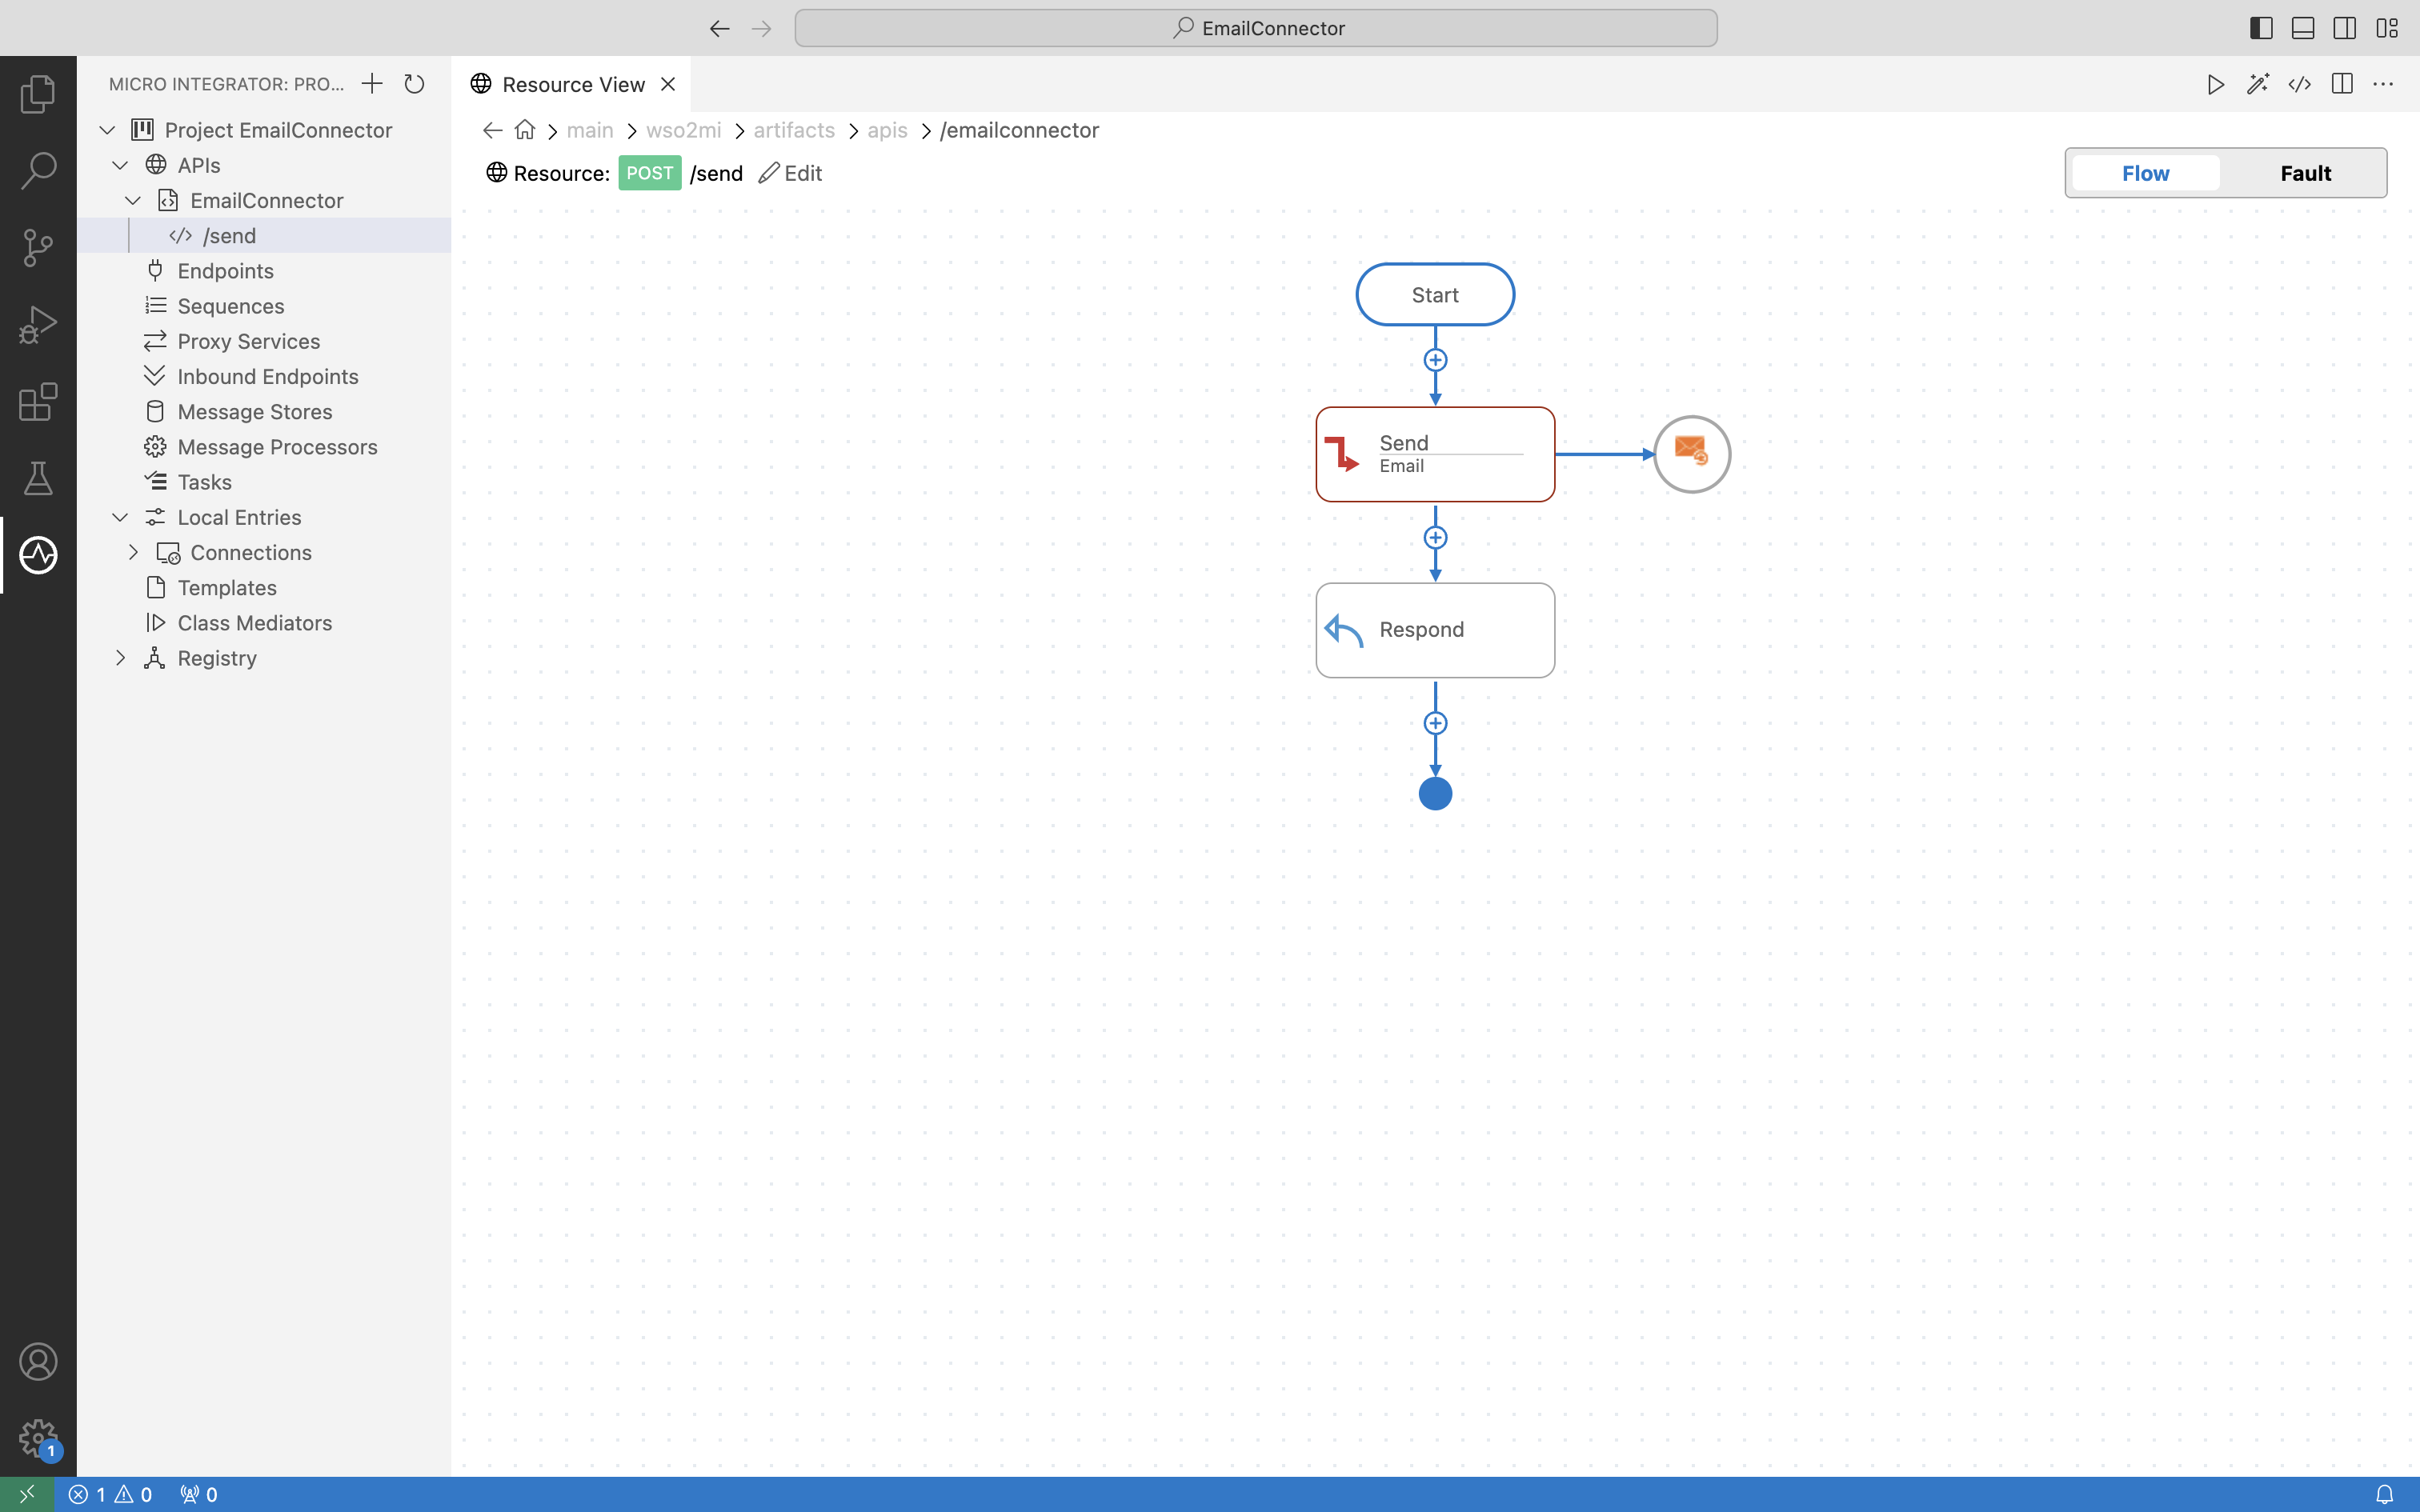 EmailConnector
MICRO INTEGRATOR: PRO...
Project EmailConnector
APIs
EmailConnector
/send
Endpoints
Sequences
Proxy Services
Inbound Endpoints
Message Stores
Message Processors
Tasks
Local Entries
Connections
Templates
Class Mediators
Registry
Resource View
main > wso2mi > artifacts > apis > /emailconnector
Resource: POST /send Edit
Flow Fault
Start
Send
Email
Respond
1
1 0 0